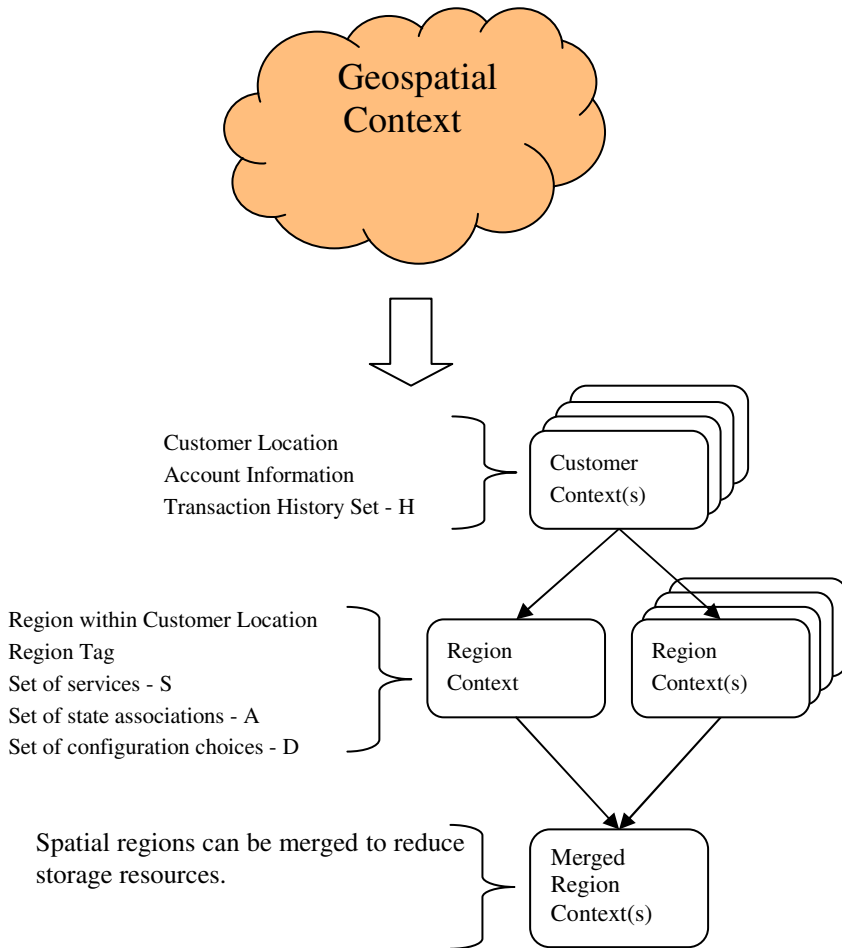 Geospatial
Context
Customer Location
Account Information
Transaction History Set - H
Customer
Context(s)
Region within Customer Location
Region Tag
Set of services - S
Set of state associations - A
Set of configuration choices - D
Region
Context
Region
Context(s)
Spatial regions can be merged to reduce
storage resources.
Merged
Region
Context(s)